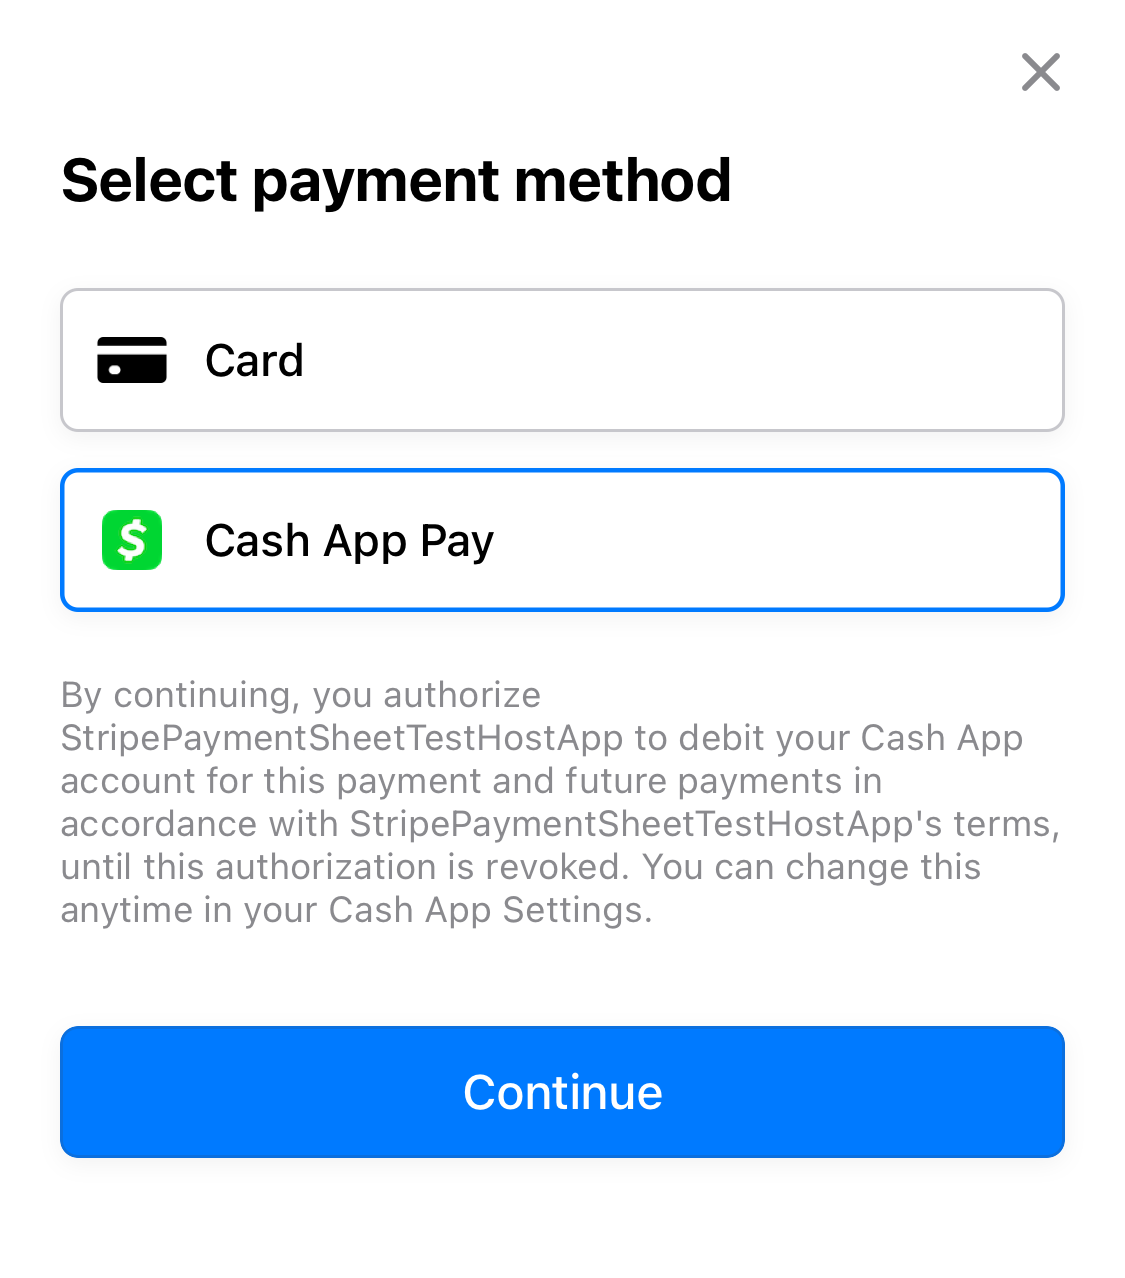 Select payment method
Card
Cash App Pay
By continuing, you authorize
StripePaymentSheetTestHostApp to debit your Cash App
account for this payment and future payments in
accordance with StripePaymentSheetTestHostApp's terms,
until this authorization is revoked. You can change this
anytime in your Cash App Settings.
Continue